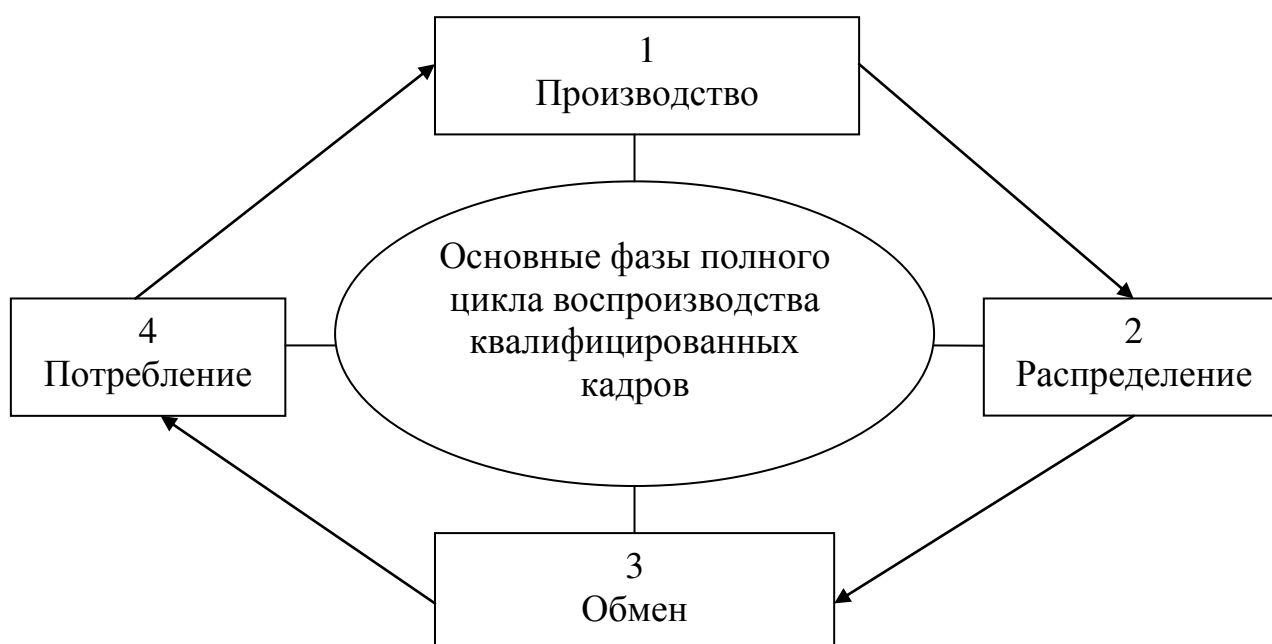 1
Производство
Основные фазы полного
цикла воспроизводства
квалифицированных
кадров
4
Потребление
2
Распределение
3
Обмен